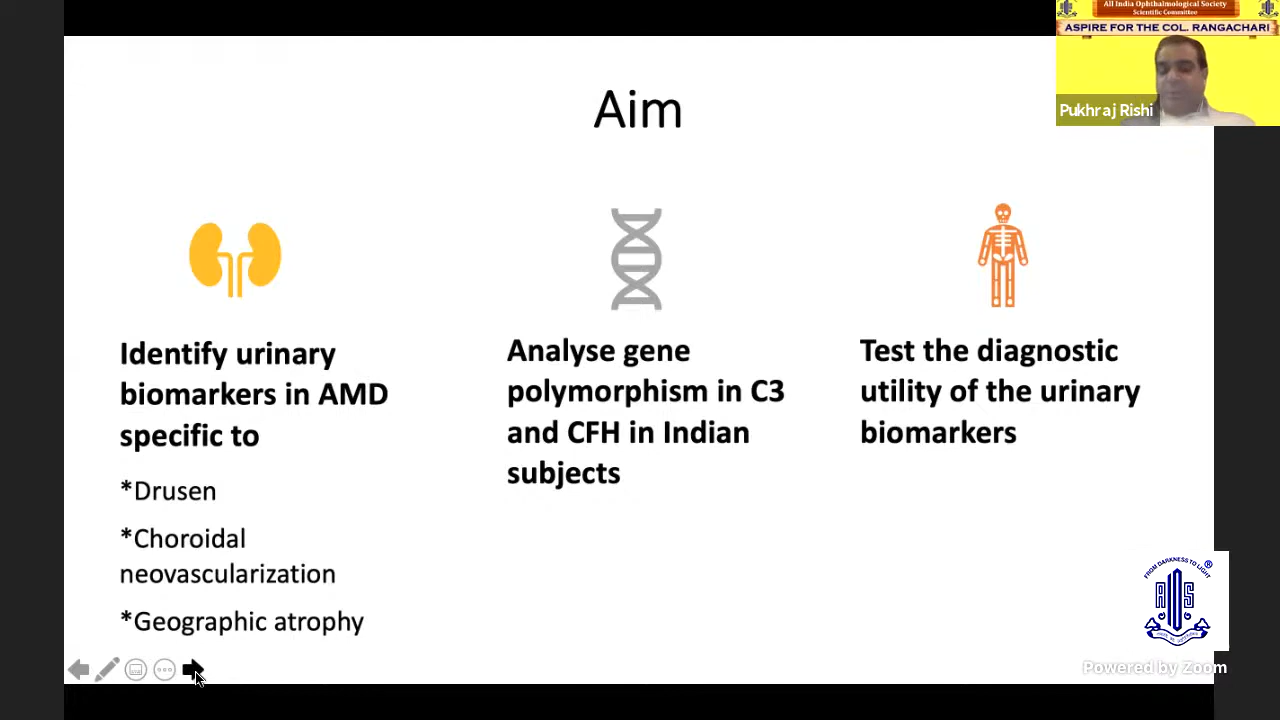 All India Ophthalmological Society
Scientific Committee
ASPIRE FOR THE COL. RANGACHARI
Pukhraj Rishi
Aim
Identify urinary
biomarkers in AMD
specific to
*Drusen
*Choroidal
neovascularization
*Geographic atrophy
Analyse gene
polymorphism in C3
and CFH in Indian
subjects
Test the diagnostic
utility of the urinary
biomarkers
FROM DARKNESS TO LIGHT
®
AIOS
Powered by Zoom